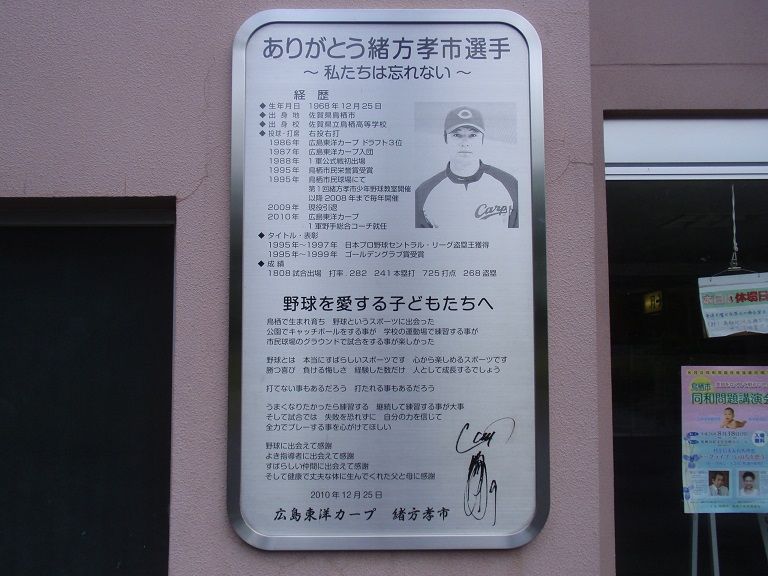 ありがとう緒方孝市選手
～ 私たちは忘れない ～
経 歴
◆ 生年月日 1968年12月25日
◆ 出身地 佐賀県鳥栖市
◆ 出身校 佐賀県立鳥栖高等学校
◆ 投球・打席 右投右打
1986年 広島東洋カープ ドラフト3位
1987年 広島東洋カープ入団
1988年 1軍公式戦初出場
1995年 鳥栖市民栄誉賞受賞
1995年 鳥栖市民球場にて
第1回緒方孝市少年野球教室開催
以降2008年まで毎年開催
2009年 現役引退
2010年 広島東洋カープ
1軍野手総合コーチ就任
◆ タイトル・表彰
1995年～1997年 日本プロ野球セントラル・リーグ盗塁王獲得
1995年～1999年 ゴールデングラブ賞受賞
◆ 成績
1808試合出場 打率.282 241本塁打 725打点 268盗塁
Carp
野球を愛する子どもたちへ
鳥栖で生まれ育ち 野球というスポーツに出会った
公園でキャッチボールをする事が 学校の運動場で練習する事が
市民球場のグラウンドで試合をする事が楽しかった
野球とは 本当にすばらしいスポーツです 心から楽しめるスポーツです
勝つ喜び 負ける悔しさ 経験した数だけ 人として成長するでしょう
打てない事もあるだろう 打たれる事もあるだろう
うまくなりたかったら練習する 継続して練習する事が大事
そして試合では 失敗を恐れずに 自分の力を信じて
全力でプレーする事を心がけてほしい
野球に出会えて感謝
よき指導者に出会えて感謝
すばらしい仲間に出会えて感謝
そして健康で丈夫な体に生んでくれた父と母に感謝
2010年12月25日
広島東洋カープ 緒方孝市
Carp
9
休場日
鳥栖市
同和問題講演会
8月18日
入場無料